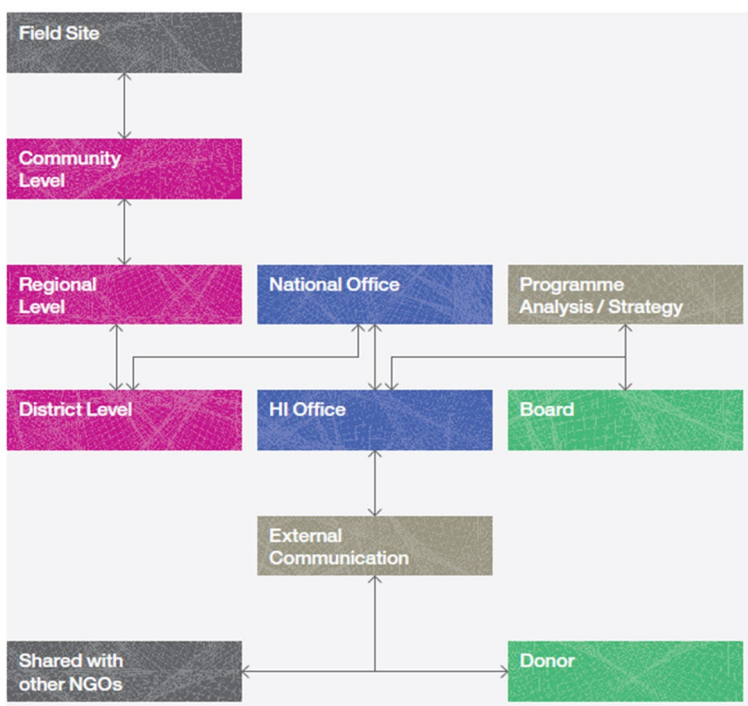 Field Site
Community
Level
Regional
Level
National Office
Programme
Analysis / Strategy
District Level
HI Office
Board
External
Communication
Shared with
other NGOs
Donor